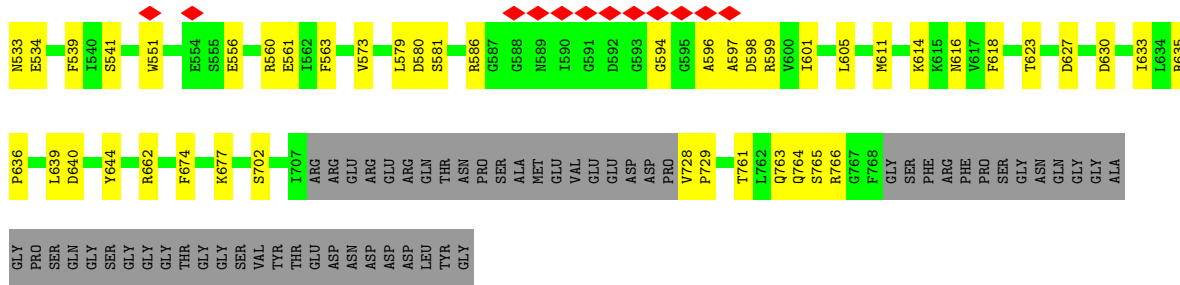 N533 E534 F539 I540 S541 W551 E554 S555 E556 R560 E561 I562 F563 V573 L579 D580 S581 R586 G587 G588 N589 I590 G591 D592 G593 G594 G595 A596 A597 D598 R599 V600 I601 L605 M611 K614 K615 N616 V617 F618 T623 D627 D630 I633 L634 R635
P636 L639 D640 Y644 R662 F674 K677 S702 I707 ARG ARG GLU ARG GLU ARG GLN THR ASN PRO SER ALA MET GLU VAL GLU GLU ASP ASP PRO V728 P729 T761 L762 Q763 Q764 S765 R766 G767 F768 GLY SER PHE ARG PHE PRO SER GLY ASN GLN GLY GLY ALA
GLY PRO SER GLN GLY SER GLY GLY GLY THR GLY GLY SER VAL TYR THR GLU ASP ASN ASP ASP ASP LEU TYR GLY